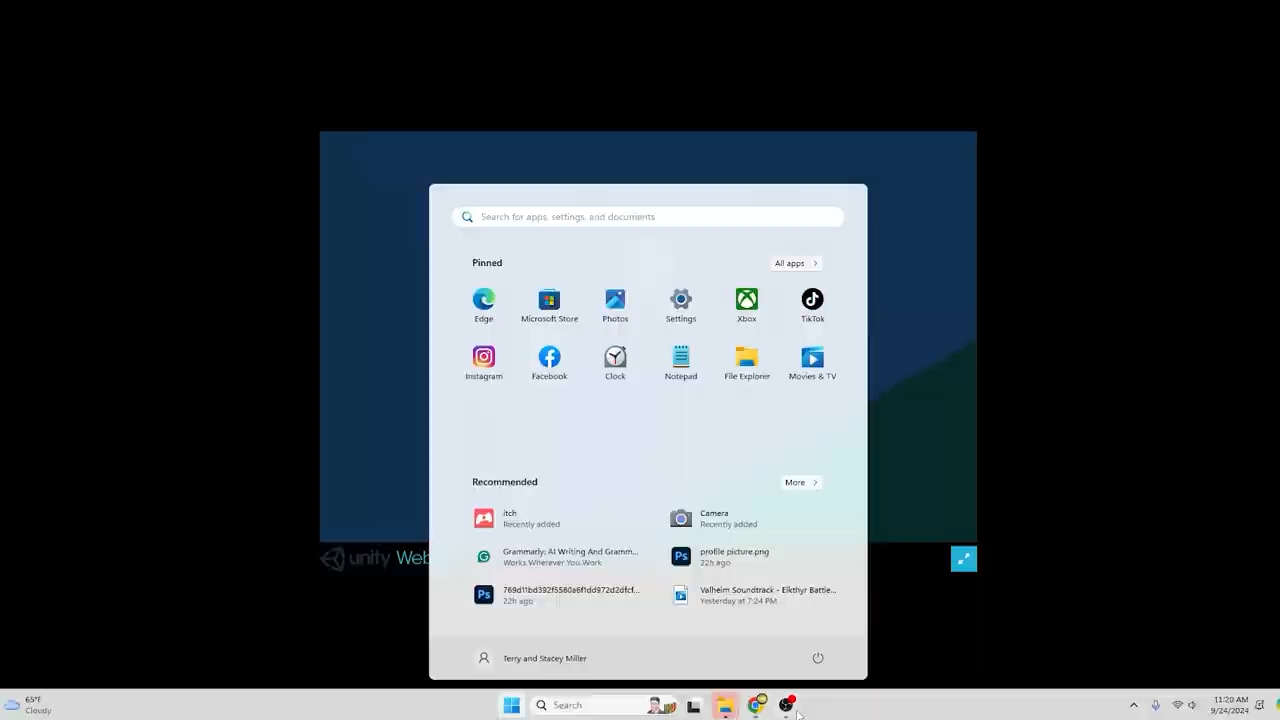 Search for apps, settings, and documents
Pinned
All apps
Edge
Microsoft Store
Photos
Settings
Xbox
TikTok
Instagram
Facebook
Clock
Notepad
File Explorer
Movies & TV
Recommended
More
itch
Recently added
Camera
Recently added
Grammarly: AI Writing And Gramm...
Works Wherever You Work
profile picture.png
22h ago
22h ago
Valheim Soundtrack - Eikthyr Battle...
Yesterday at 7:24 PM
unity Web
Terry and Stacey Miller
65°F
Cloudy
Search
11:20 AM
9/24/2024